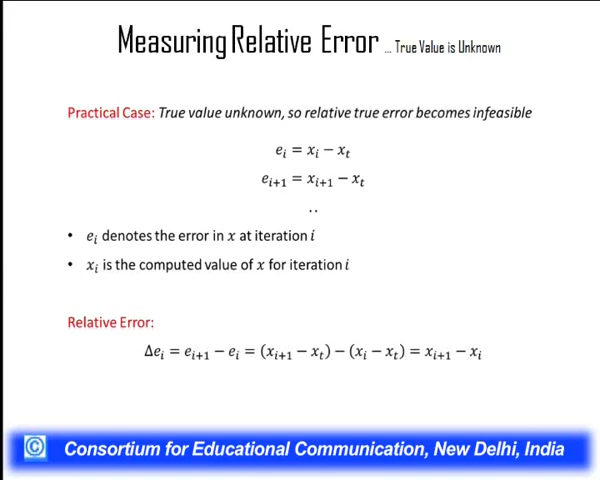 Measuring Relative Error ... True Value is Unknown
Practical Case: True value unknown, so relative true error becomes infeasible
eᵢ = xᵢ − xₜ
eᵢ₊₁ = xᵢ₊₁ − xₜ
..
• eᵢ denotes the error in x at iteration i
• xᵢ is the computed value of x for iteration i
Relative Error:
Δeᵢ = eᵢ₊₁ − eᵢ = (xᵢ₊₁ − xₜ) − (xᵢ − xₜ) = xᵢ₊₁ − xᵢ
© Consortium for Educational Communication, New Delhi, India